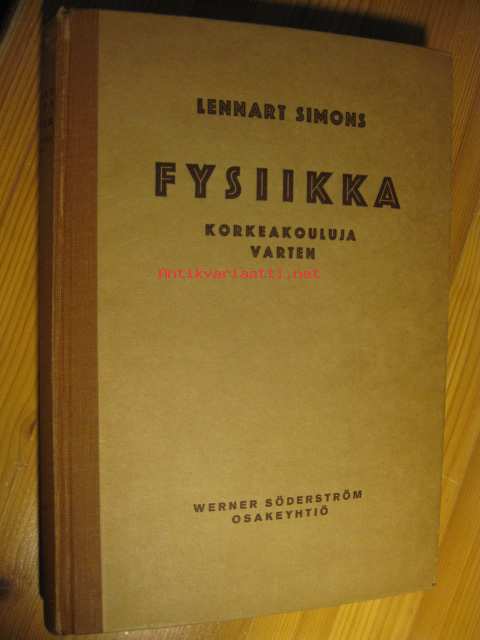 LENNART SIMONS
FYSIIKKA
KORKEAKOULUJA
VARTEN
Antikvariaatti.net
WERNER SÖDERSTRÖM
OSAKEYHTIÖ